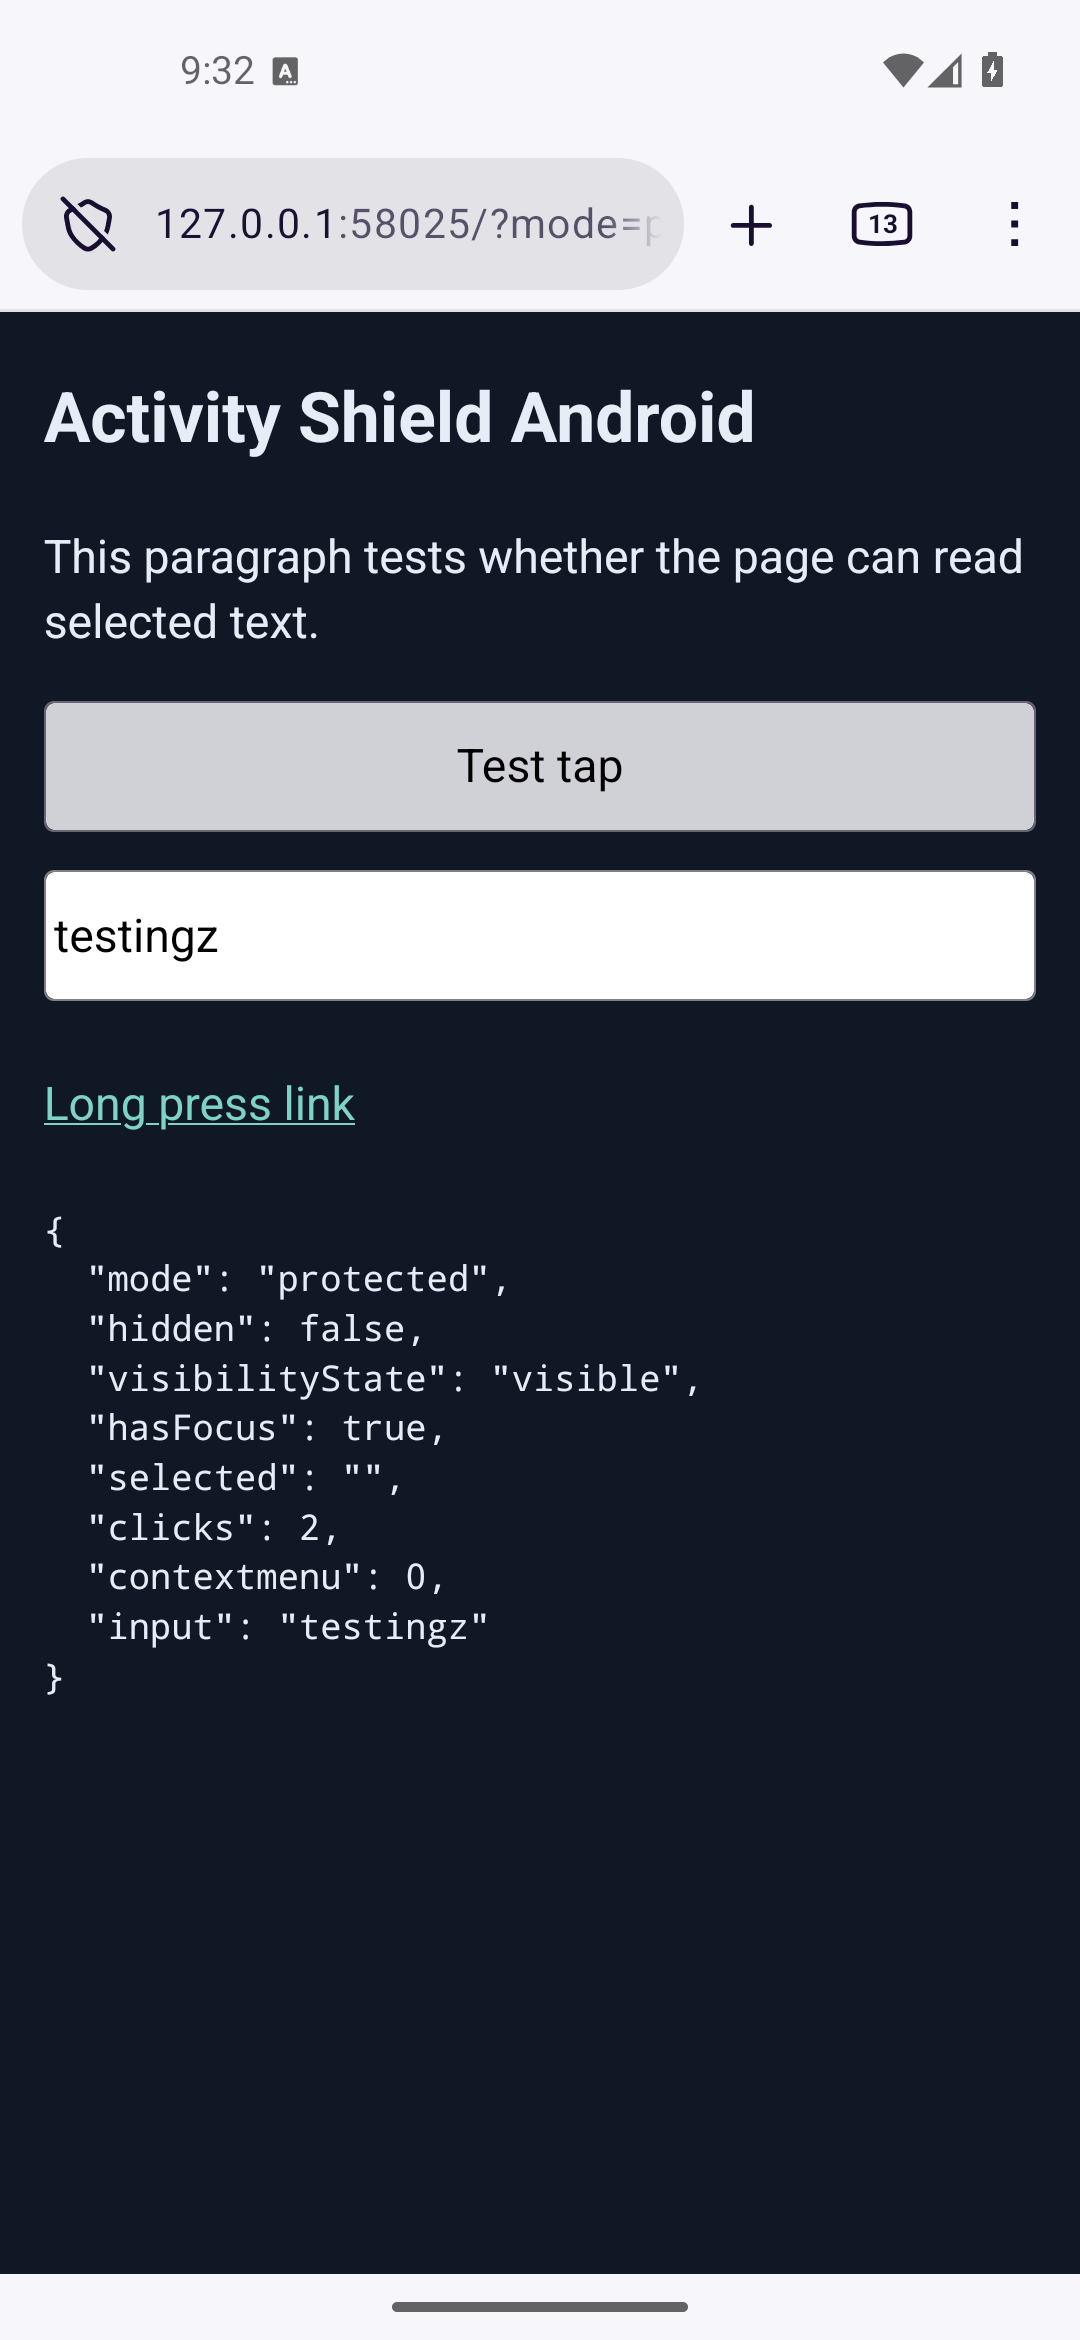 9:32
127.0.0.1:58025/?mode=p
13
Activity Shield Android
This paragraph tests whether the page can read
selected text.
Test tap
testingz
Long press link
{
  "mode": "protected",
  "hidden": false,
  "visibilityState": "visible",
  "hasFocus": true,
  "selected": "",
  "clicks": 2,
  "contextmenu": 0,
  "input": "testingz"
}